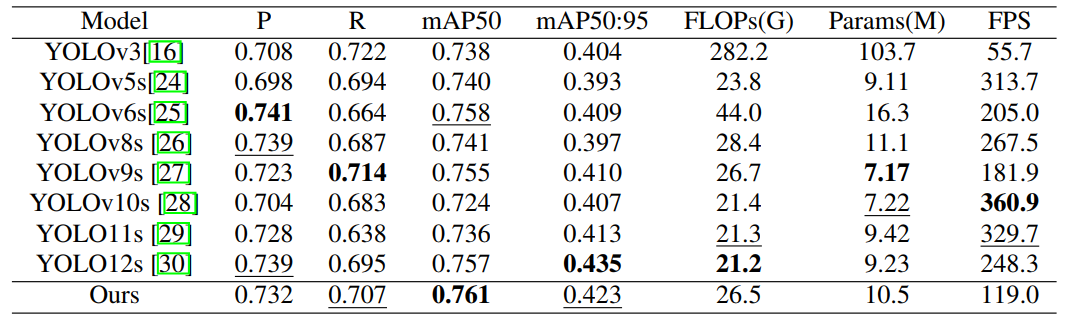 Model P R mAP50 mAP50:95 FLOPs(G) Params(M) FPS
YOLOv3[16] 0.708 0.722 0.738 0.404 282.2 103.7 55.7
YOLOv5s[24] 0.698 0.694 0.740 0.393 23.8 9.11 313.7
YOLOv6s[25] 0.741 0.664 0.758 0.409 44.0 16.3 205.0
YOLOv8s [26] 0.739 0.687 0.741 0.397 28.4 11.1 267.5
YOLOv9s [27] 0.723 0.714 0.755 0.410 26.7 7.17 181.9
YOLOv10s [28] 0.704 0.683 0.724 0.407 21.4 7.22 360.9
YOLO11s [29] 0.728 0.638 0.736 0.413 21.3 9.42 329.7
YOLO12s [30] 0.739 0.695 0.757 0.435 21.2 9.23 248.3
Ours 0.732 0.707 0.761 0.423 26.5 10.5 119.0